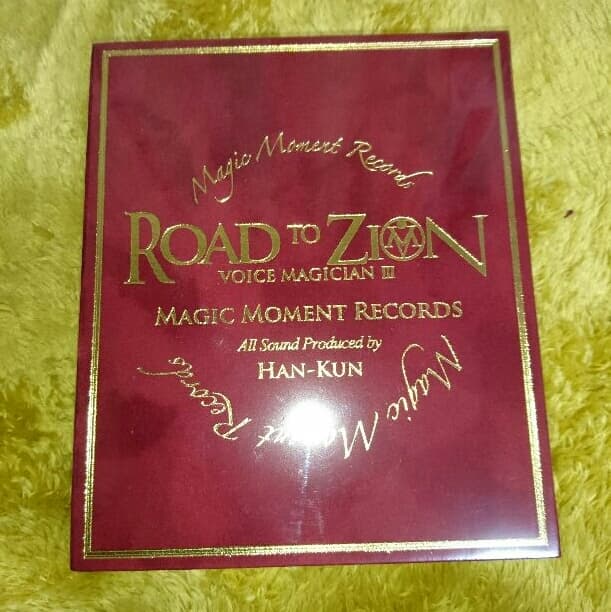 Magic Moment Records
ROAD TO ZION
VOICE MAGICIAN III
MAGIC MOMENT RECORDS
All Sound Produced by
HAN-KUN
Magic Moment Records